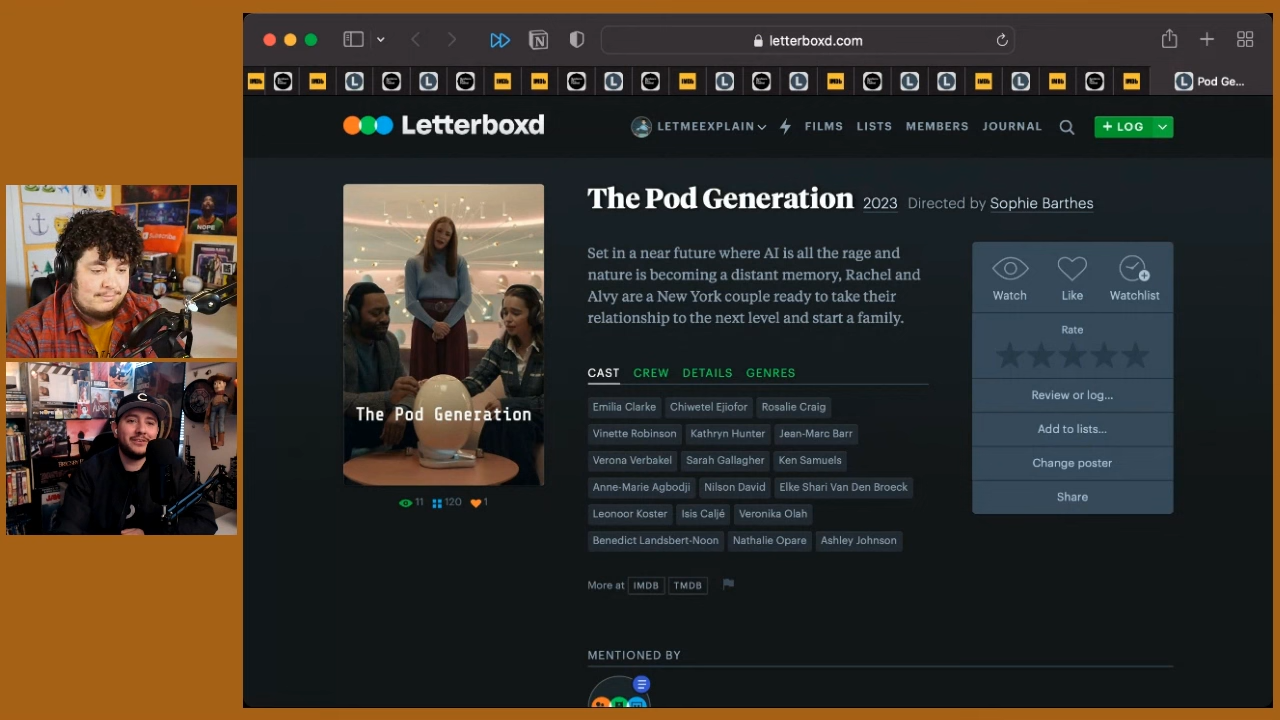 letterboxd.com
Pod Ge...
Letterboxd
LETMEEXPLAIN
FILMS
LISTS
MEMBERS
JOURNAL
+ LOG
The Pod Generation 2023 Directed by Sophie Barthes
Set in a near future where AI is all the rage and
nature is becoming a distant memory, Rachel and
Alvy are a New York couple ready to take their
relationship to the next level and start a family.
Watch Like Watchlist
Rate
Review or log...
Add to lists...
Change poster
Share
CAST CREW DETAILS GENRES
Emilia Clarke Chiwetel Ejiofor Rosalie Craig
Vinette Robinson Kathryn Hunter Jean-Marc Barr
Verona Verbakel Sarah Gallagher Ken Samuels
Anne-Marie Agbodji Nilson David Elke Shari Van Den Broeck
Leonoor Koster Isis Caljé Veronika Olah
Benedict Landsbert-Noon Nathalie Opare Ashley Johnson
The Pod Generation
11 120 1
More at IMDB TMDB
MENTIONED BY
NOPE